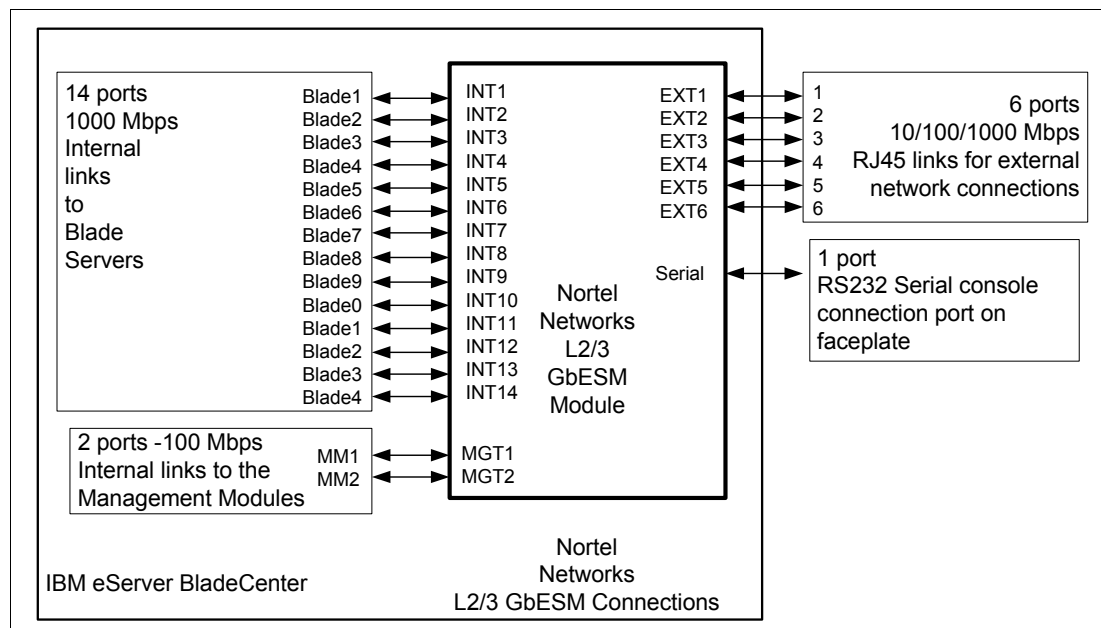 14 ports
1000 Mbps
Internal
links
to
Blade
Servers
Blade1
Blade2
Blade3
Blade4
Blade5
Blade6
Blade7
Blade8
Blade9
Blade0
Blade1
Blade2
Blade3
Blade4
INT1
INT2
INT3
INT4
INT5
INT6
INT7
INT8
INT9
INT10
INT11
INT12
INT13
INT14
EXT1
EXT2
EXT3
EXT4
EXT5
EXT6
1
2
3
4
5
6
6 ports
10/100/1000 Mbps
RJ45 links for external
network connections
Serial
1 port
RS232 Serial console
connection port on
faceplate
Nortel
Networks
L2/3
GbESM
Module
2 ports -100 Mbps
Internal links to the
Management Modules
MM1
MM2
MGT1
MGT2
IBM eServer BladeCenter
Nortel
Networks
L2/3 GbESM Connections